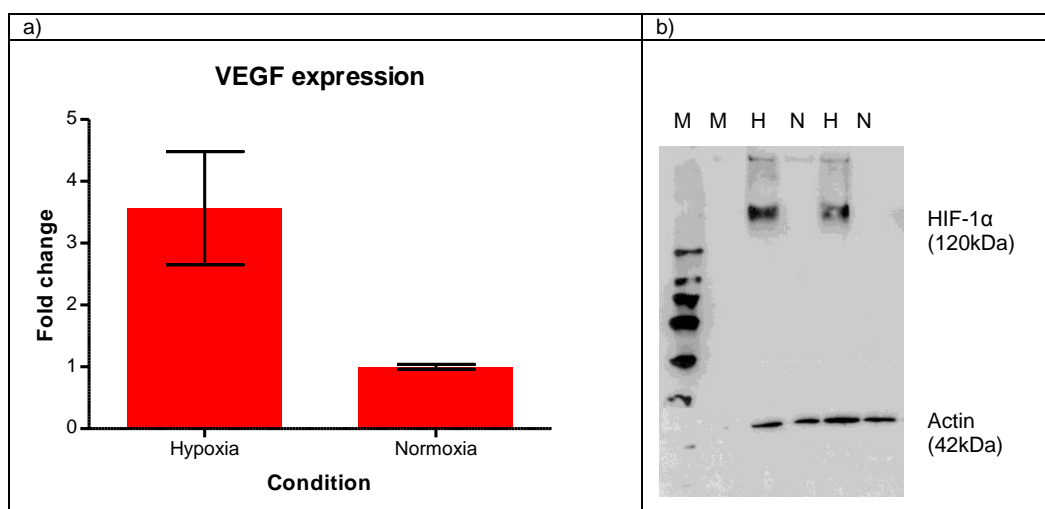 a)
VEGF expression
5
4
3
2
1
0
Fold change
Hypoxia Normoxia
Condition
b)
M M H N H N
HIF-1α
(120kDa)
Actin
(42kDa)